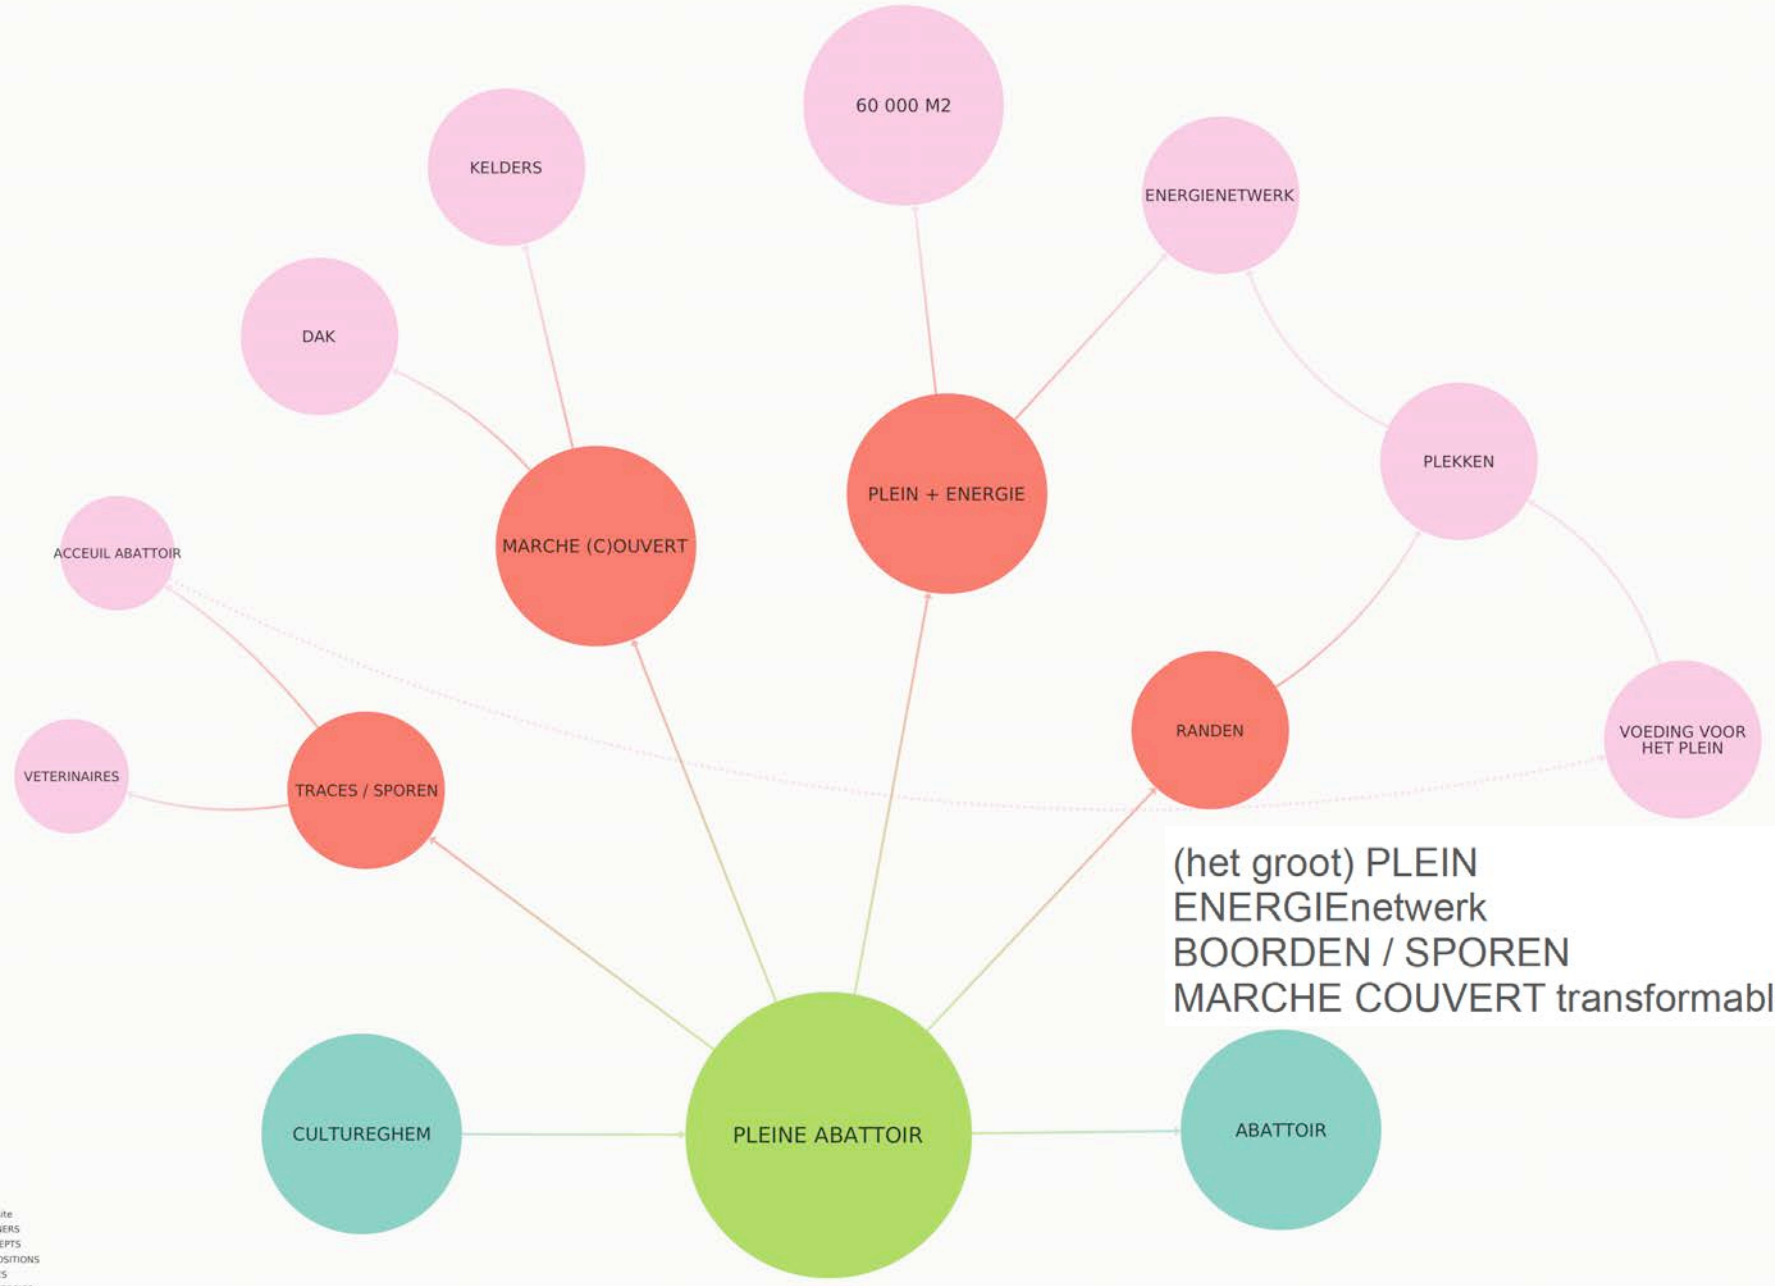 60 000 M2
KELDERS
ENERGIENETWERK
DAK
PLEKKEN
PLEIN + ENERGIE
MARCHE (C)OUVERT
ACCEUIL ABATTOIR
RANDEN
VOEDING VOOR
HET PLEIN
VETERINAIRES
TRACES / SPOREN
(het groot) PLEIN
ENERGIEnetwerk
BOORDEN / SPOREN
MARCHE COUVERT transformabl
CULTUREGHEM
PLEINE ABATTOIR
ABATTOIR
OSITIONS